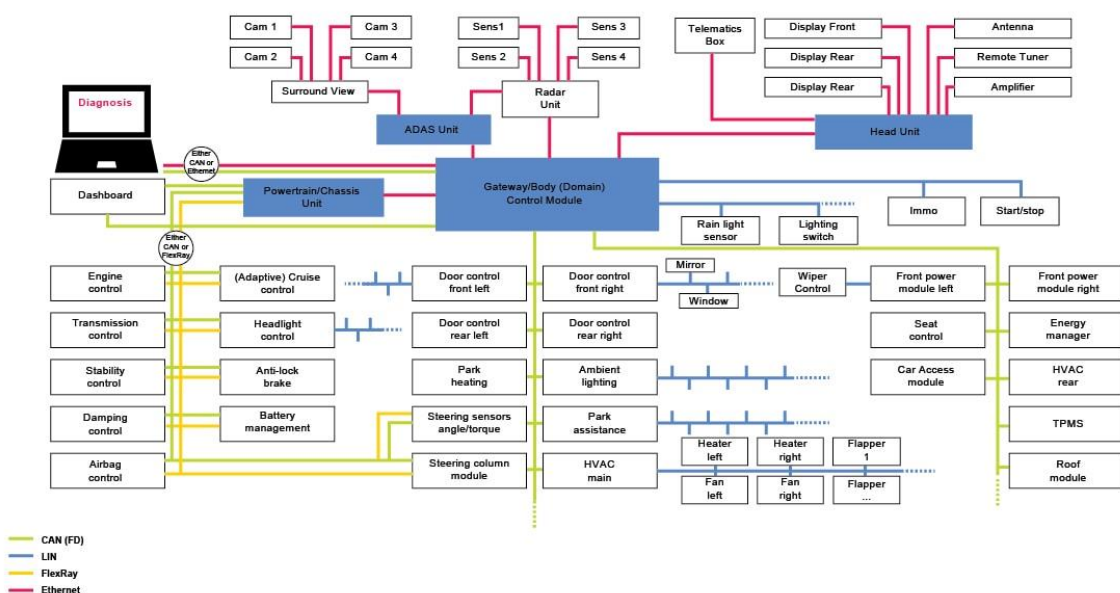 Cam 1
Cam 3
Cam 2
Cam 4
Surround View
Sens1
Sens 3
Sens 2
Sens 4
Radar
Unit
Telematics
Box
Display Front
Display Rear
Display Rear
Antenna
Remote Tuner
Amplifier
Diagnosis
ADAS Unit
Head Unit
Either
CAN or
Ethernet
Dashboard
Powertrain/Chassis
Unit
Gateway/Body (Domain)
Control Module
Immo
Start/stop
Rain light
sensor
Lighting
switch
Either
CAN or
FlexRay
Engine
control
(Adaptive) Cruise
control
Door control
front left
Door control
front right
Mirror
Window
Wiper
Control
Front power
module left
Front power
module right
Transmission
control
Headlight
control
Door control
rear left
Door control
rear right
Seat
control
Energy
manager
Stability
control
Anti-lock
brake
Park
heating
Ambient
lighting
Car Access
module
HVAC
rear
Damping
control
Battery
management
Steering sensors
angle/torque
Park
assistance
TPMS
Airbag
control
Steering column
module
HVAC
main
Heater
left
Heater
right
Flapper
1
Fan
left
Fan
right
Flapper
...
Roof
module
CAN (FD)
LIN
FlexRay
Ethernet